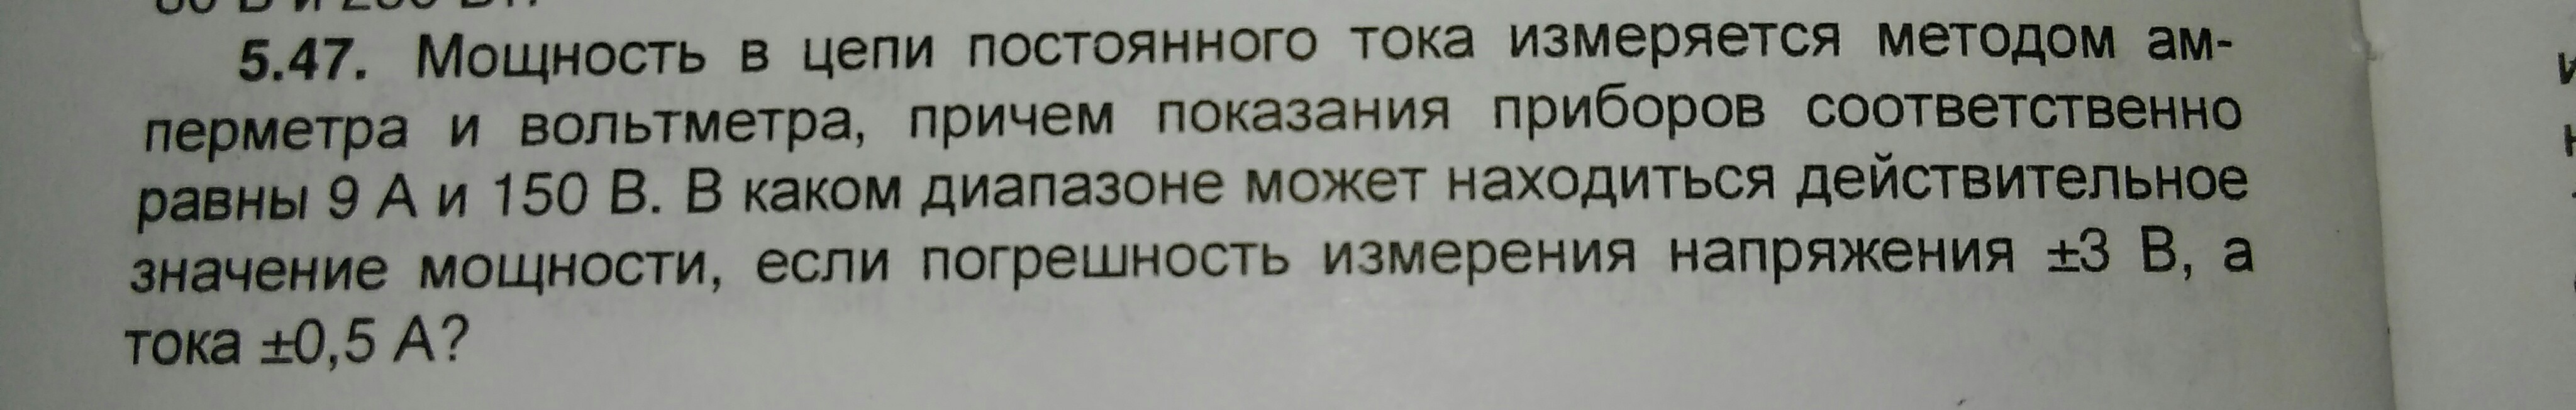 5.47. Мощность в цепи постоянного тока измеряется методом ам-
перметра и вольтметра, причем показания приборов соответственно
равны 9 А и 150 В. В каком диапазоне может находиться действительное
значение мощности, если погрешность измерения напряжения ±3 В, а
тока ±0,5 А?